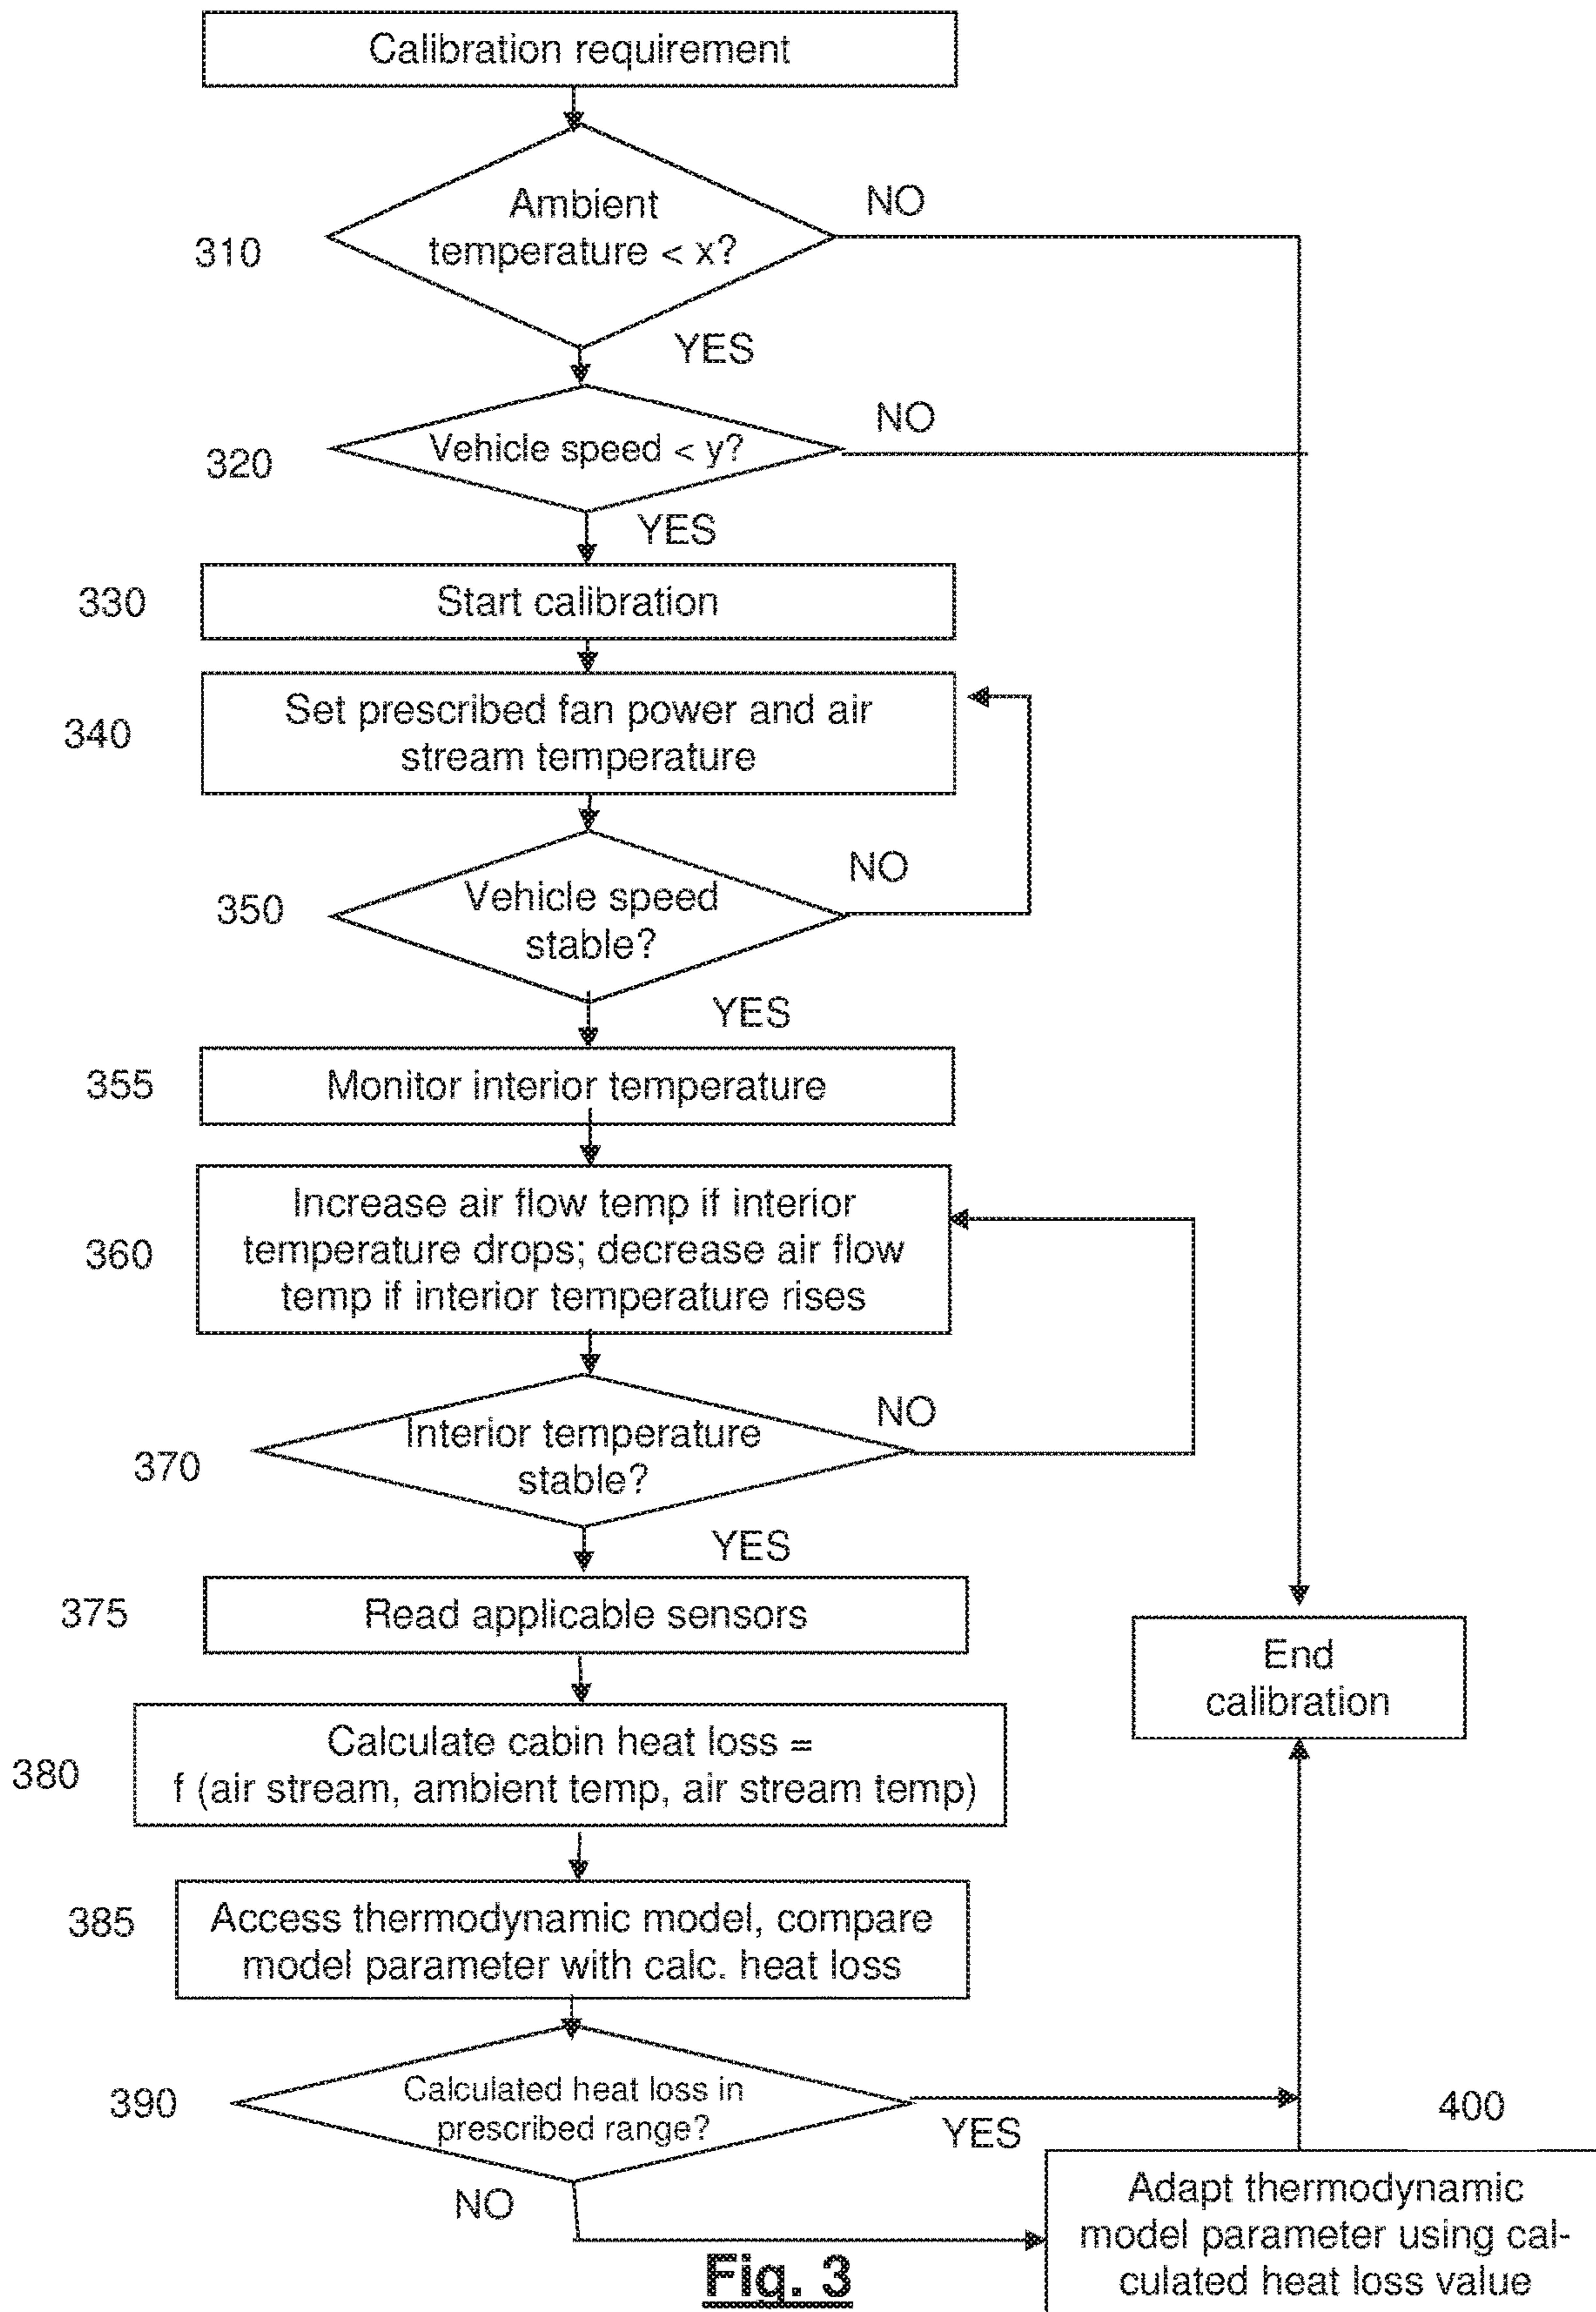 Calibration requirement
Ambient
temperature < x?
NO
310
YES
Vehicle speed < y?
NO
320
YES
330
Start calibration
340
Set prescribed fan power and air
stream temperature
NO
350
Vehicle speed
stable?
YES
355
Monitor interior temperature
360
Increase air flow temp if interior
temperature drops; decrease air flow
temp if interior temperature rises
NO
370
Interior temperature
stable?
YES
375
Read applicable sensors
End
calibration
380
Calculate cabin heat loss =
f (air stream, ambient temp, air stream temp)
385
Access thermodynamic model, compare
model parameter with calc. heat loss
390
Calculated heat loss in
prescribed range?
YES
400
NO
Adapt thermodynamic
model parameter using cal-
culated heat loss value
Fig. 3